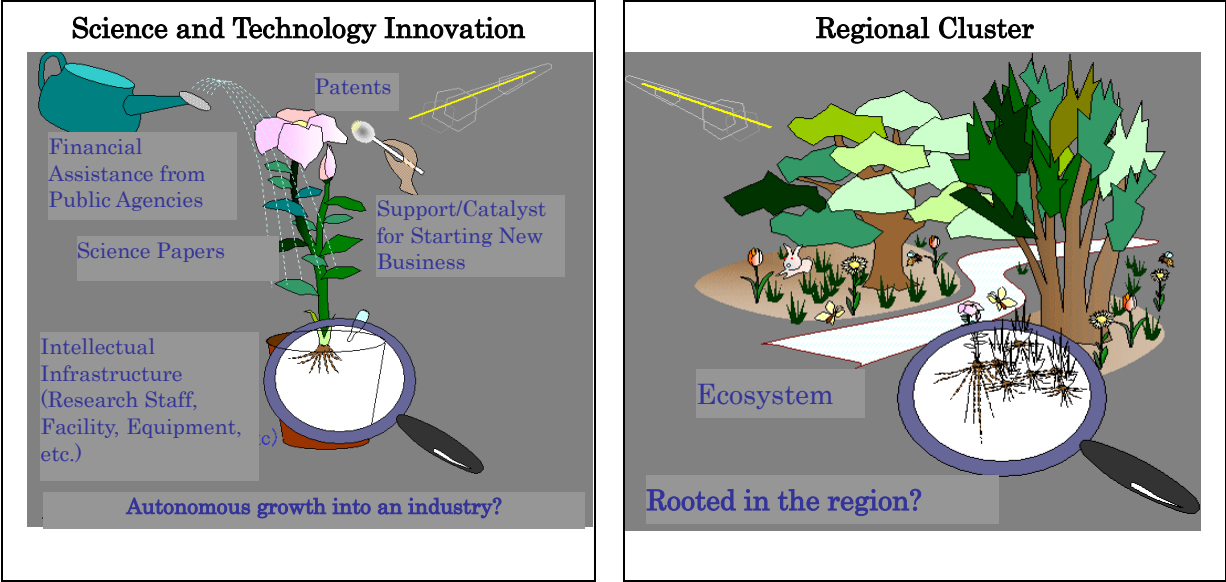 Science and Technology Innovation
Patents
Financial
Assistance from
Public Agencies
Support/Catalyst
for Starting New
Business
Science Papers
Intellectual
Infrastructure
(Research Staff,
Facility, Equipment,
etc.)
Autonomous growth into an industry?
Regional Cluster
Ecosystem
Rooted in the region?